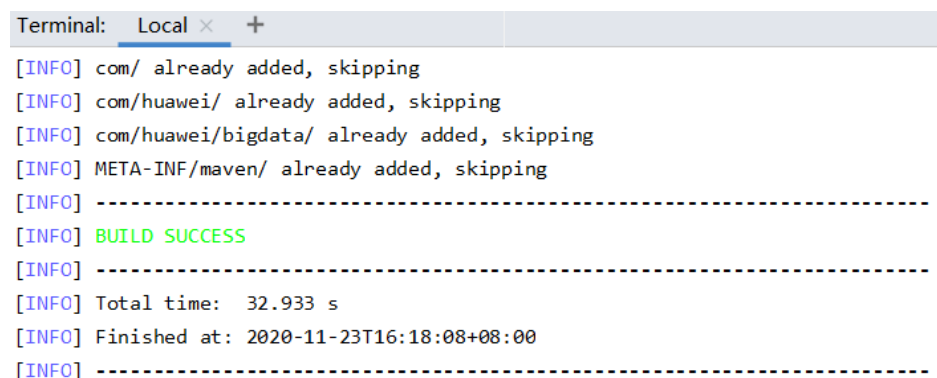 Terminal: Local × +
[INFO] com/ already added, skipping
[INFO] com/huawei/ already added, skipping
[INFO] com/huawei/bigdata/ already added, skipping
[INFO] META-INF/maven/ already added, skipping
[INFO] ------------------------------------------------------------------------
[INFO] BUILD SUCCESS
[INFO] ------------------------------------------------------------------------
[INFO] Total time:  32.933 s
[INFO] Finished at: 2020-11-23T16:18:08+08:00
[INFO] ------------------------------------------------------------------------